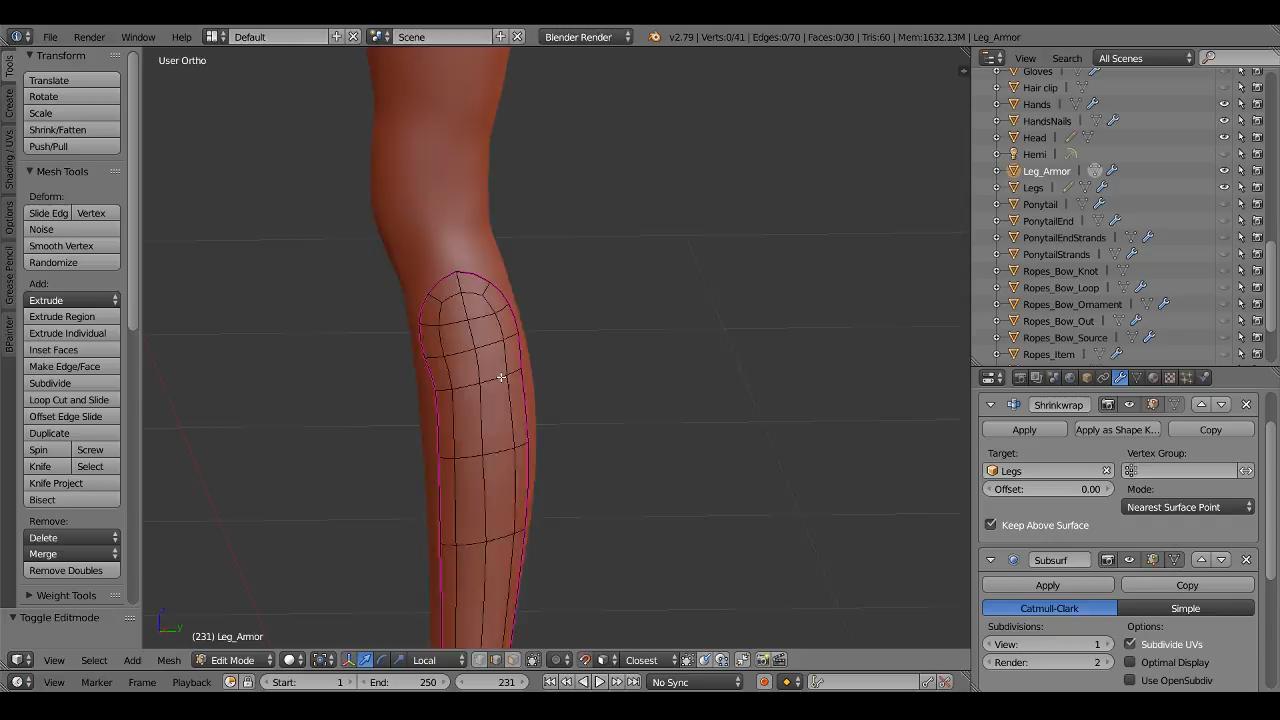 File Render Window Help Default Scene Blender Render v2.79 | Verts:0/41 | Edges:0/70 | Faces:0/30 | Tris:60 | Mem:1632.13M | Leg_Armor
Tools
Create
Shading / UVs
Options
Grease Pencil
BPainter
Transform
Translate
Rotate
Scale
Shrink/Fatten
Push/Pull
Mesh Tools
Deform:
Slide Edg Vertex
Noise
Smooth Vertex
Randomize
Add:
Extrude
Extrude Region
Extrude Individual
Inset Faces
Make Edge/Face
Subdivide
Loop Cut and Slide
Offset Edge Slide
Duplicate
Spin Screw
Knife Select
Knife Project
Bisect
Remove:
Delete
Merge
Remove Doubles
Weight Tools
Toggle Editmode
User Ortho
z
y
(231) Leg_Armor
View Search All Scenes
Gloves
Hair clip
Hands
HandsNails
Head
Hemi
Leg_Armor
Legs
Ponytail
PonytailEnd
PonytailEndStrands
PonytailStrands
Ropes_Bow_Knot
Ropes_Bow_Loop
Ropes_Bow_Ornament
Ropes_Bow_Out
Ropes_Bow_Source
Ropes_Item
Shrinkwrap
Apply Apply as Shape K... Copy
Target: Vertex Group:
Legs
Offset: 0.00 Mode:
Nearest Surface Point
Keep Above Surface
Subsurf
Apply Copy
Catmull-Clark Simple
Subdivisions: Options:
View: 1 Subdivide UVs
Render: 2 Optimal Display
Use OpenSubdiv
View Select Add Mesh Edit Mode Local Closest
View Marker Frame Playback Start: 1 End: 250 231 No Sync